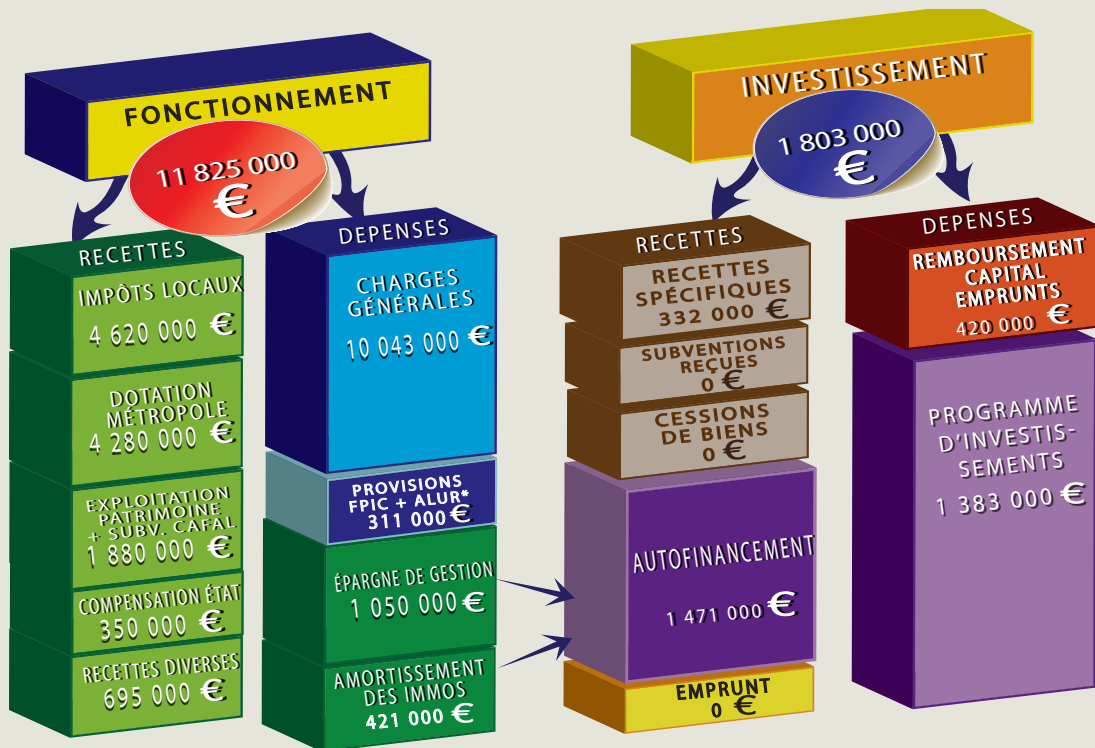 FONCTIONNEMENT
11 825 000
€
RECETTES
IMPÔTS LOCAUX
4 620 000 €
DOTATION
MÉTROPOLE
4 280 000 €
EXPLOITATION
PATRIMOINE
+ SUBV. CAFAL
1 880 000 €
COMPENSATION ÉTAT
350 000 €
RECETTES DIVERSES
695 000 €
DEPENSES
CHARGES
GÉNÉRALES
10 043 000 €
PROVISIONS
FPIC + ALUR*
311 000 €
ÉPARGNE DE GESTION
1 050 000 €
AMORTISSEMENT
DES IMMOS
421 000 €
INVESTISSEMENT
1 803 000
€
RECETTES
RECETTES
SPÉCIFIQUES
332 000 €
SUBVENTIONS
REÇUES
0 €
CESSIONS
DE BIENS
0 €
AUTOFINANCEMENT
1 471 000 €
EMPRUNT
0 €
DEPENSES
REMBOURSEMENT
CAPITAL
EMPRUNTS
420 000 €
PROGRAMME
D'INVESTIS-
SEMENTS
1 383 000 €